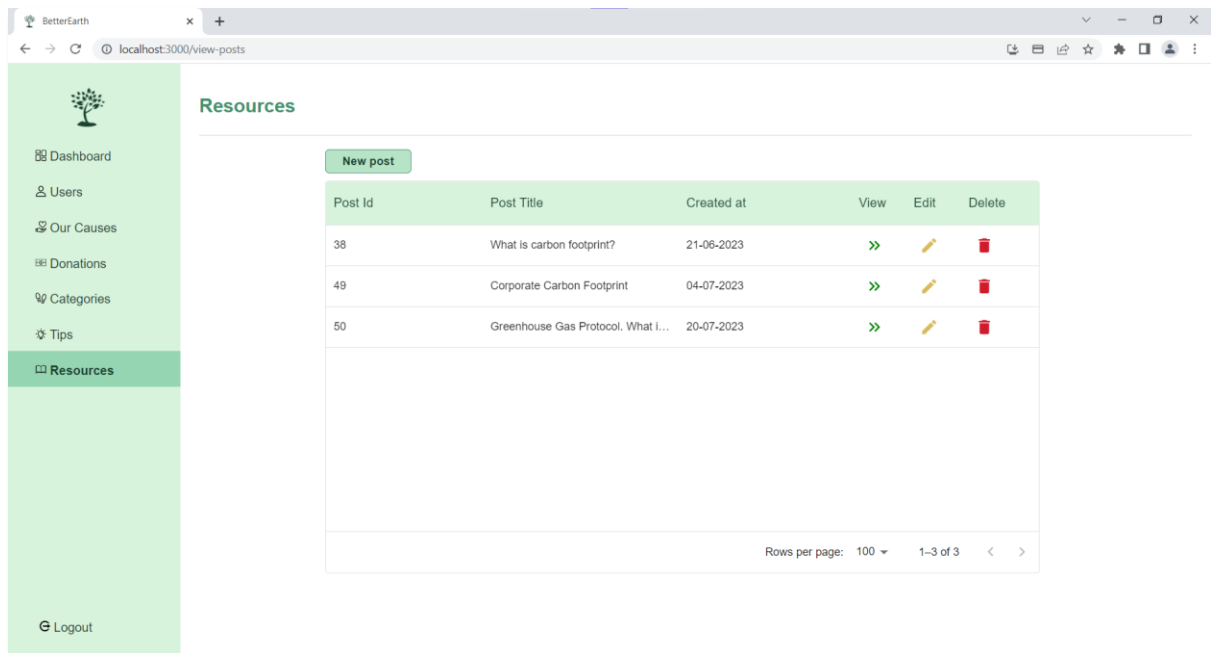 BetterEarth
localhost:3000/view-posts
Resources
Dashboard
Users
Our Causes
Donations
Categories
Tips
Resources
Logout
New post
Post Id Post Title Created at View Edit Delete
38 What is carbon footprint? 21-06-2023
49 Corporate Carbon Footprint 04-07-2023
50 Greenhouse Gas Protocol. What i... 20-07-2023
Rows per page: 100 1–3 of 3